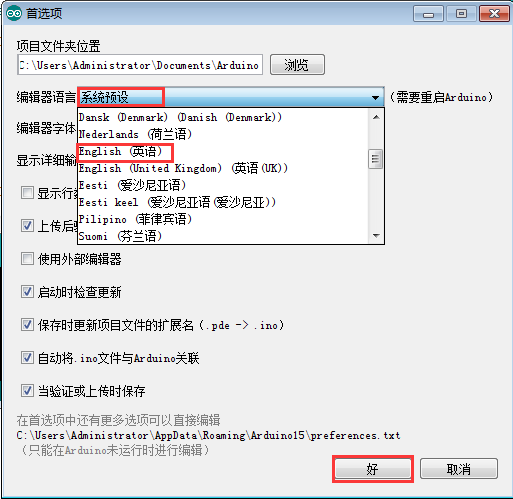 首选项
项目文件夹位置
C:\Users\Administrator\Documents\Arduino 浏览
编辑器语言 系统预设 (需要重启Arduino)
Dansk (Denmark) (Danish (Denmark))
编辑器字体
Nederlands (荷兰语)
English (英语)
显示详细输
English (United Kingdom) (英语(UK))
Eesti (爱沙尼亚语)
显示行
Eesti keel (爱沙尼亚语(爱沙尼亚))
Pilipino (菲律宾语)
上传后
Suomi (芬兰语)
使用外部编辑器
启动时检查更新
保存时更新项目文件的扩展名 (.pde -> .ino)
自动将.ino文件与Arduino关联
当验证或上传时保存
在首选项中还有更多选项可以直接编辑
C:\Users\Administrator\AppData\Roaming\Arduino15\preferences.txt
(只能在Arduino未运行时进行编辑)
好 取消